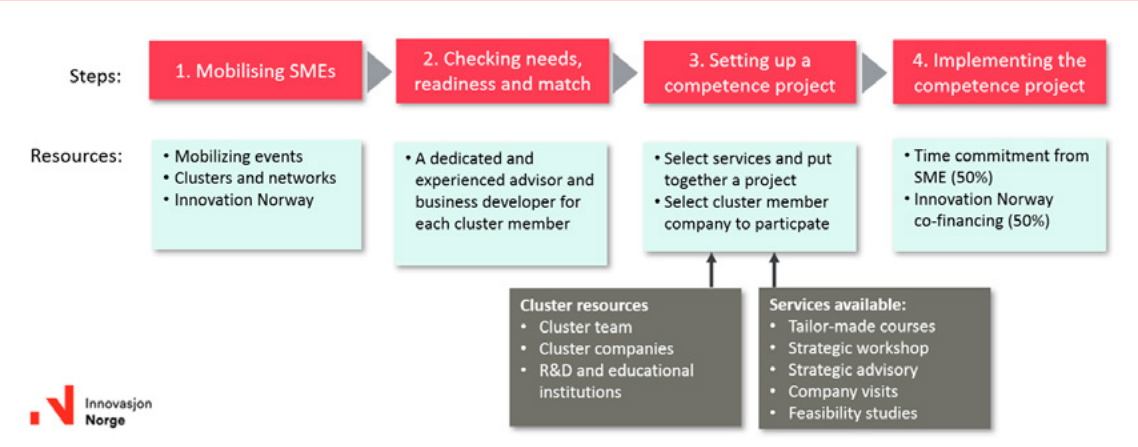 Steps:
1. Mobilising SMEs
2. Checking needs,
readiness and match
3. Setting up a
competence project
4. Implementing the
competence project
Resources:
• Mobilizing events
• Clusters and networks
• Innovation Norway
• A dedicated and
experienced advisor and
business developer for
each cluster member
• Select services and put
together a project
• Select cluster member
company to particpate
• Time commitment from
SME (50%)
• Innovation Norway
co-financing (50%)
Cluster resources
• Cluster team
• Cluster companies
• R&D and educational
institutions
Services available:
• Tailor-made courses
• Strategic workshop
• Strategic advisory
• Company visits
• Feasibility studies
Innovasjon
Norge